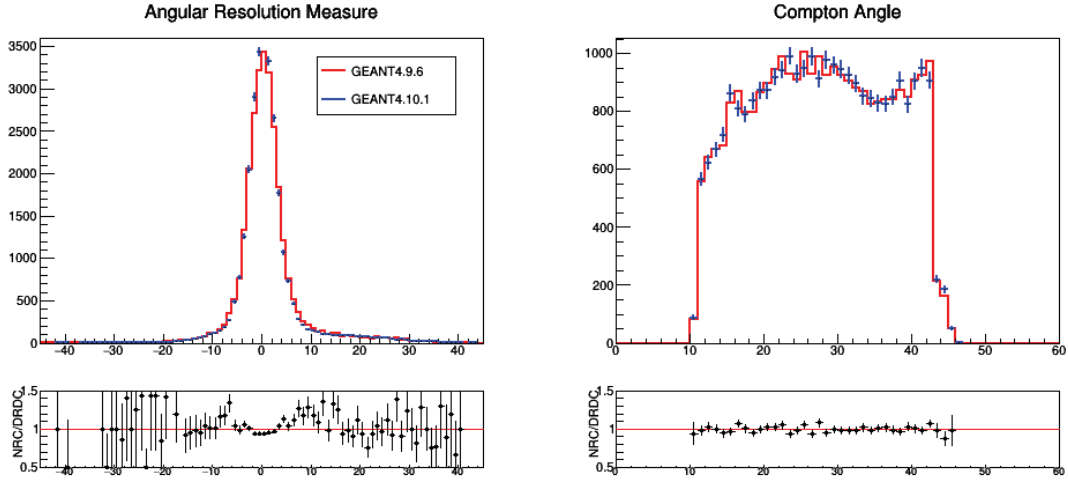 Angular Resolution Measure
3500
3000
2500
2000
1500
1000
500
0
−40 −30 −20 −10 0 10 20 30 40
GEANT4.9.6
GEANT4.10.1
NRC/DRDC
1.5
1
0.5
−40 −30 −20 −10 0 10 20 30 40
Compton Angle
1000
800
600
400
200
0
0 10 20 30 40 50 60
NRC/DRDC
1.5
1
0.5
0 10 20 30 40 50 60